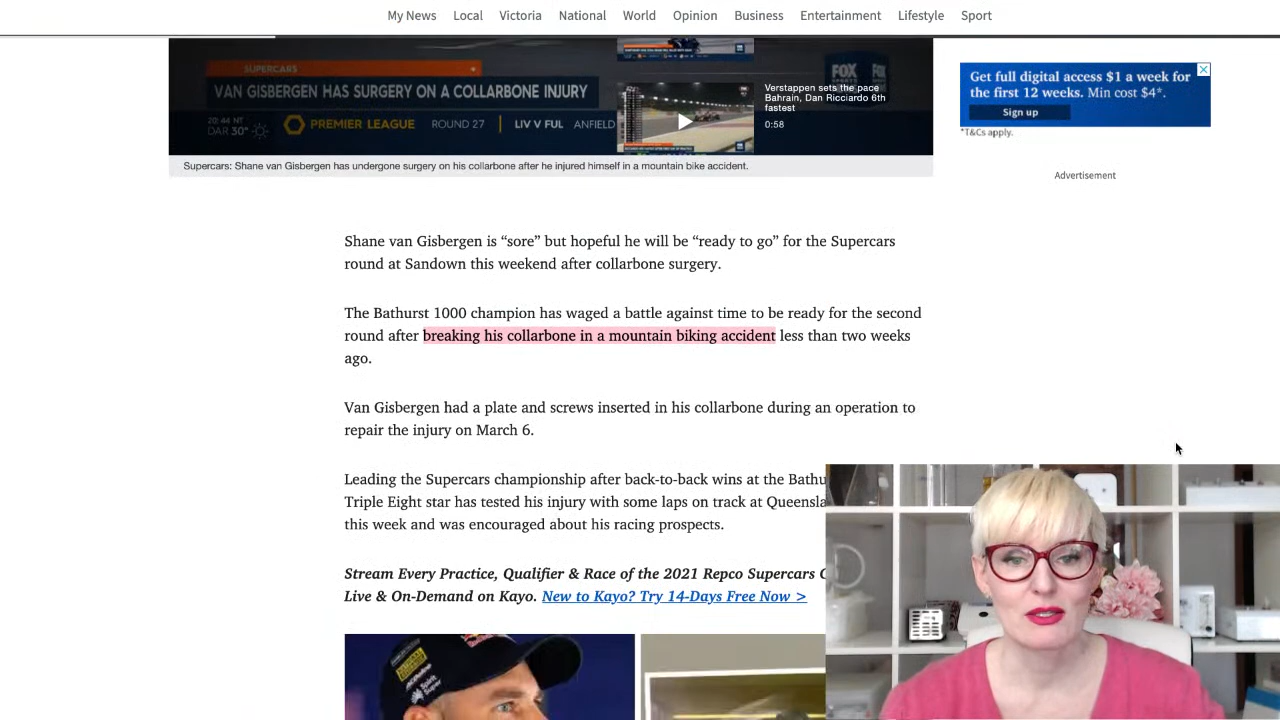 My News Local Victoria National World Opinion Business Entertainment Lifestyle Sport
SUPERCARS
VAN GISBERGEN HAS SURGERY ON A COLLARBONE INJURY
20:44 NT
DAR 30°
PREMIER LEAGUE ROUND 27 LIV V FUL ANFIELD
FOX
SPORTS
Verstappen sets the pace
Bahrain, Dan Ricciardo 6th
fastest
0:58
Supercars: Shane van Gisbergen has undergone surgery on his collarbone after he injured himself in a mountain bike accident.
Get full digital access $1 a week for
the first 12 weeks. Min cost $4*.
Sign up
*T&Cs apply.
Advertisement
Shane van Gisbergen is “sore” but hopeful he will be “ready to go” for the Supercars
round at Sandown this weekend after collarbone surgery.
The Bathurst 1000 champion has waged a battle against time to be ready for the second
round after breaking his collarbone in a mountain biking accident less than two weeks
ago.
Van Gisbergen had a plate and screws inserted in his collarbone during an operation to
repair the injury on March 6.
Leading the Supercars championship after back-to-back wins at the Bathu
Triple Eight star has tested his injury with some laps on track at Queensla
this week and was encouraged about his racing prospects.
Stream Every Practice, Qualifier & Race of the 2021 Repco Supercars C
Live & On-Demand on Kayo. New to Kayo? Try 14-Days Free Now >